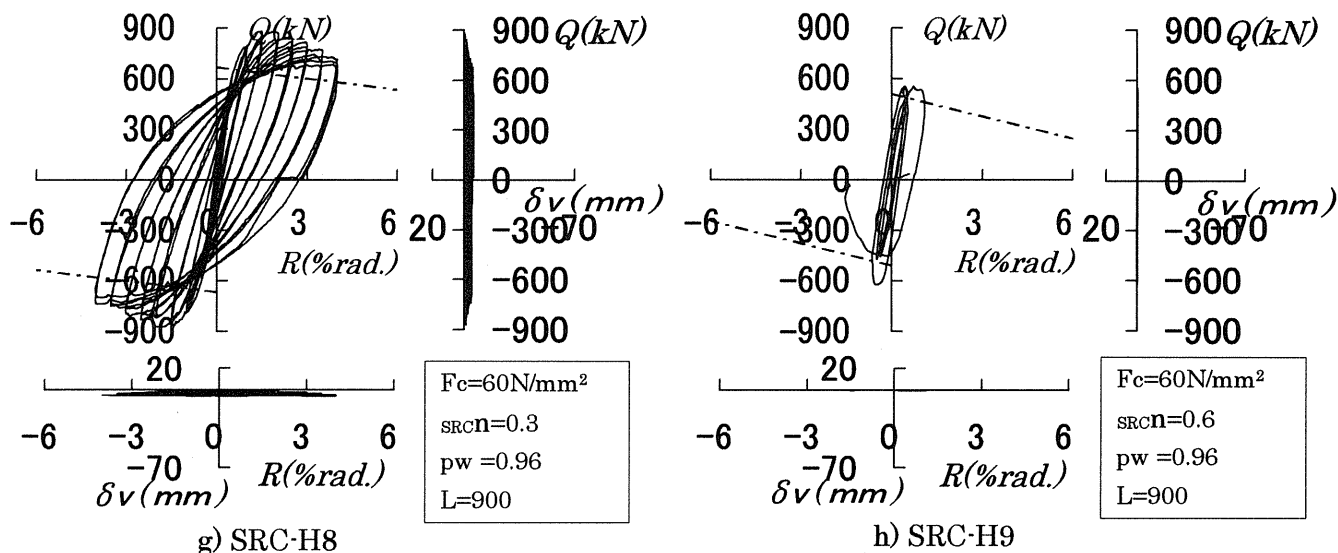 900 Q(kN)
600
300
0
-300
-600
-900
-6 -3 0 3 6
R(%rad.)
900 Q(kN)
600
300
0
-300
-600
-900
δv(mm)
20 -70
20
-6 -3 0 3 6
-70 R(%rad.)
δv(mm)
Fc=60N/mm²
SRCn=0.3
pw =0.96
L=900
g) SRC-H8
900 Q(kN)
600
300
0
-300
-600
-900
-6 -3 3 6
R(%rad.)
900 Q(kN)
600
300
0
-300
-600
-900
δv(mm)
20 -70
20
-6 -3 0 3 6
-70 R(%rad.)
δv(mm)
Fc=60N/mm²
SRCn=0.6
pw =0.96
L=900
h) SRC-H9